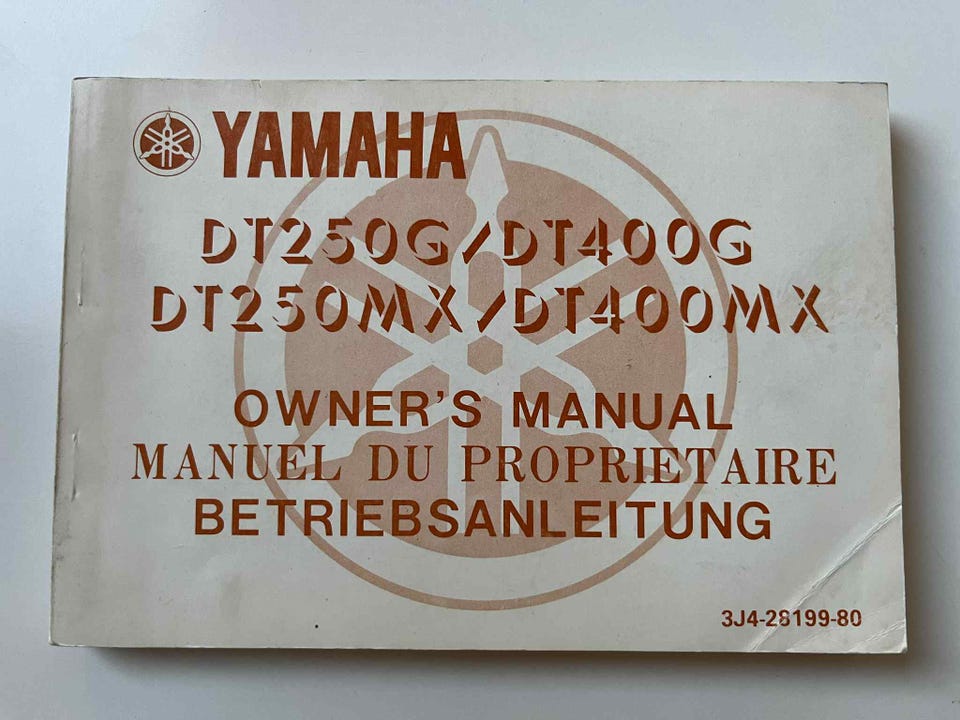 YAMAHA
DT250G/DT400G
DT250MX/DT400MX
OWNER'S MANUAL
MANUEL DU PROPRIETAIRE
BETRIEBSANLEITUNG
3J4-28199-80